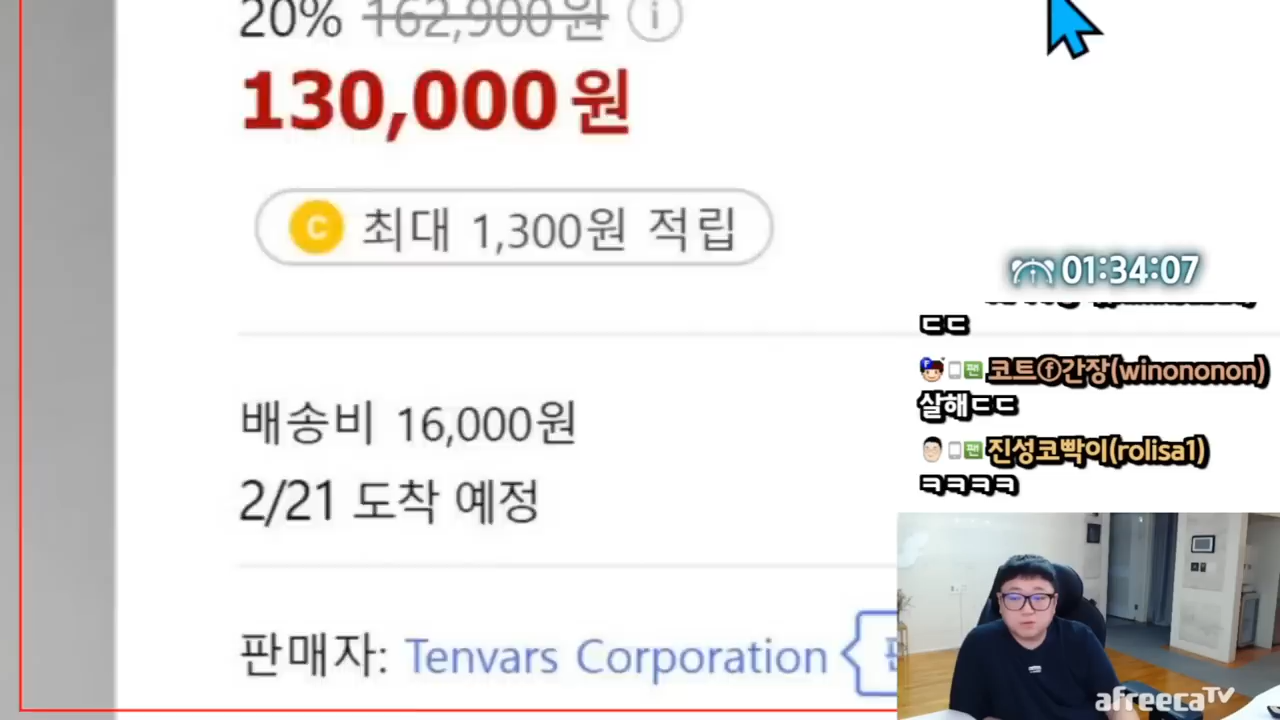 20% 162,900원 i
130,000원
C 최대 1,300원 적립
배송비 16,000원
2/21 도착 예정
판매자: Tenvars Corporation
01:34:07
ㄷㄷ
팬 코트ⓕ간장(winononon)
살해ㄷㄷ
팬 진성코빡이(rolisa1)
ㅋㅋㅋㅋ
afreecaTV